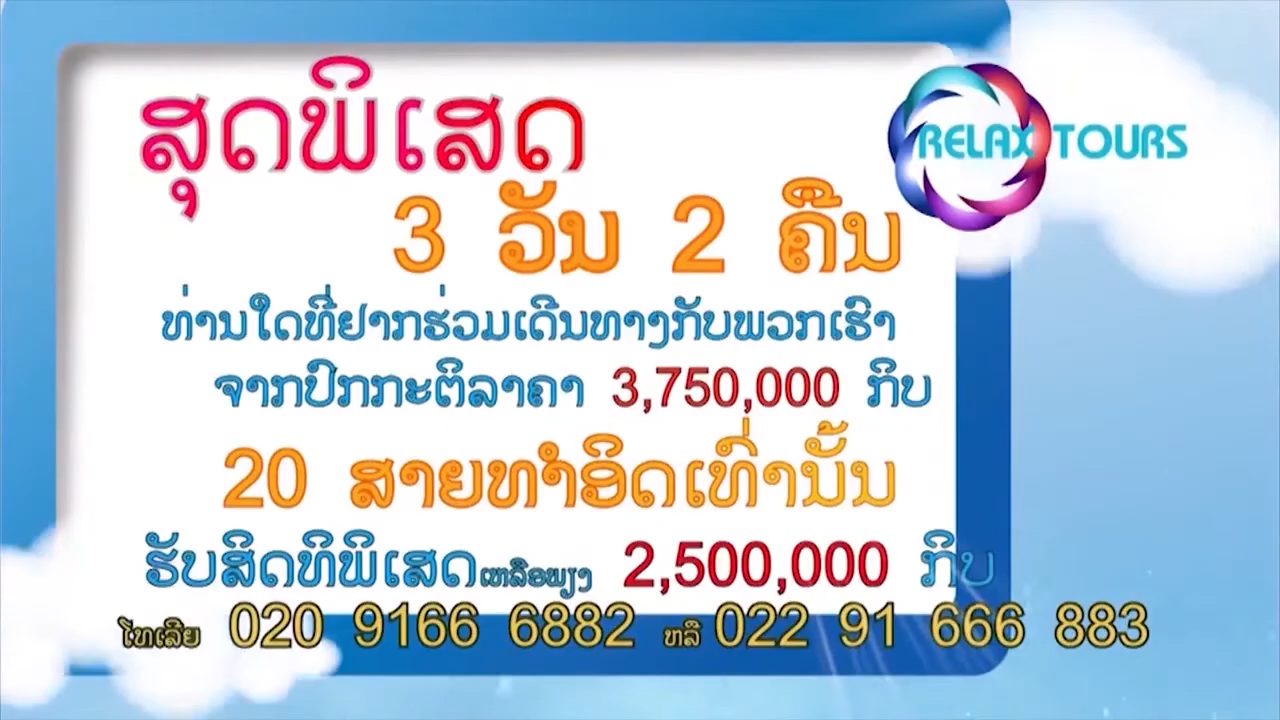 ສຸດພິເສດ
RELAX TOURS
3 ວັນ 2 ຄືນ
ທ່ານໃດທີ່ຢາກຮ່ວມເດີນທາງກັບພວກເຮົາ
ຈາກປົກກະຕິລາຄາ 3,750,000 ກີບ
20 ສາຍທຳອິດເທົ່ານັ້ນ
ຮັບສິດທິພິເສດເຫລືອພຽງ 2,500,000 ກີບ
ໂທເລີຍ 020 9166 6882 ຫລື 022 91 666 883